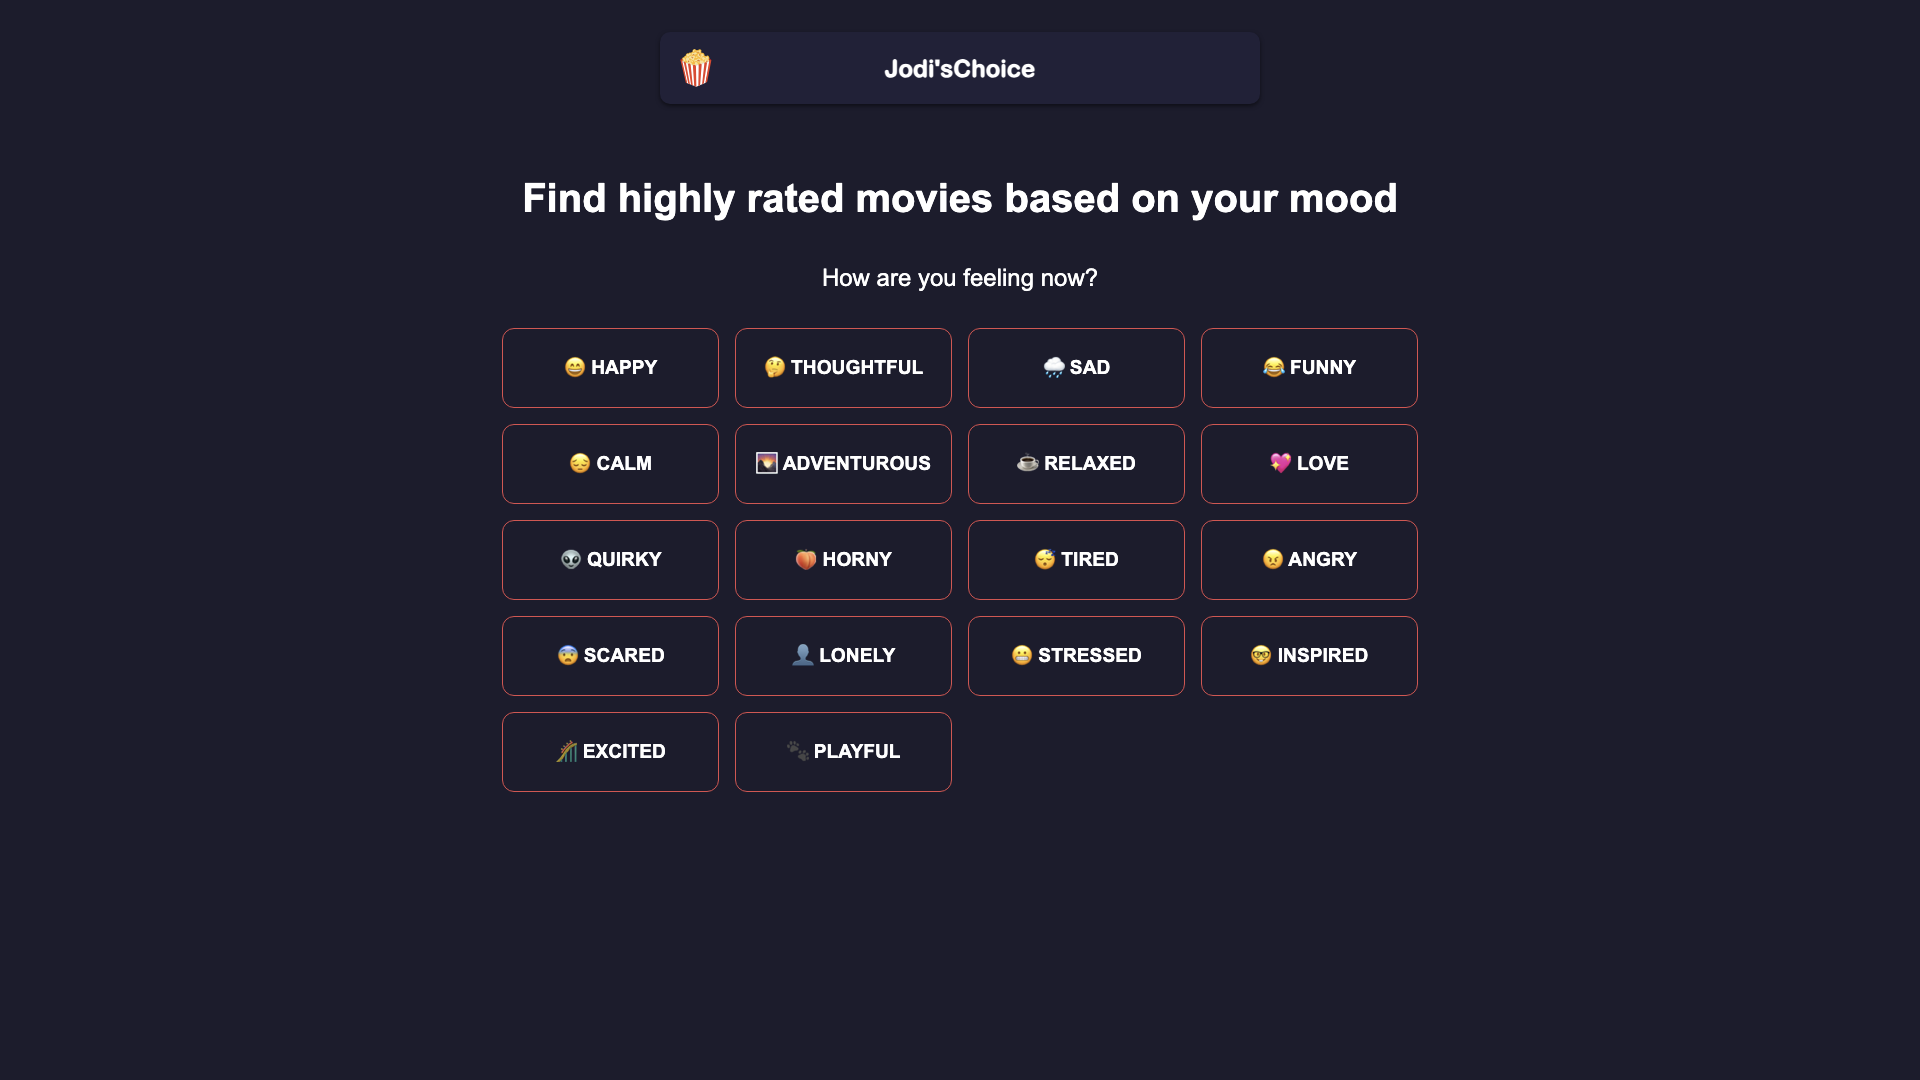 Jodi'sChoice
Find highly rated movies based on your mood
How are you feeling now?
😄 HAPPY
🤔 THOUGHTFUL
🌧️ SAD
😂 FUNNY
😔 CALM
🌄 ADVENTUROUS
☕ RELAXED
💖 LOVE
👽 QUIRKY
🍑 HORNY
😴 TIRED
😠 ANGRY
😨 SCARED
👤 LONELY
😬 STRESSED
🤓 INSPIRED
🎢 EXCITED
🐾 PLAYFUL